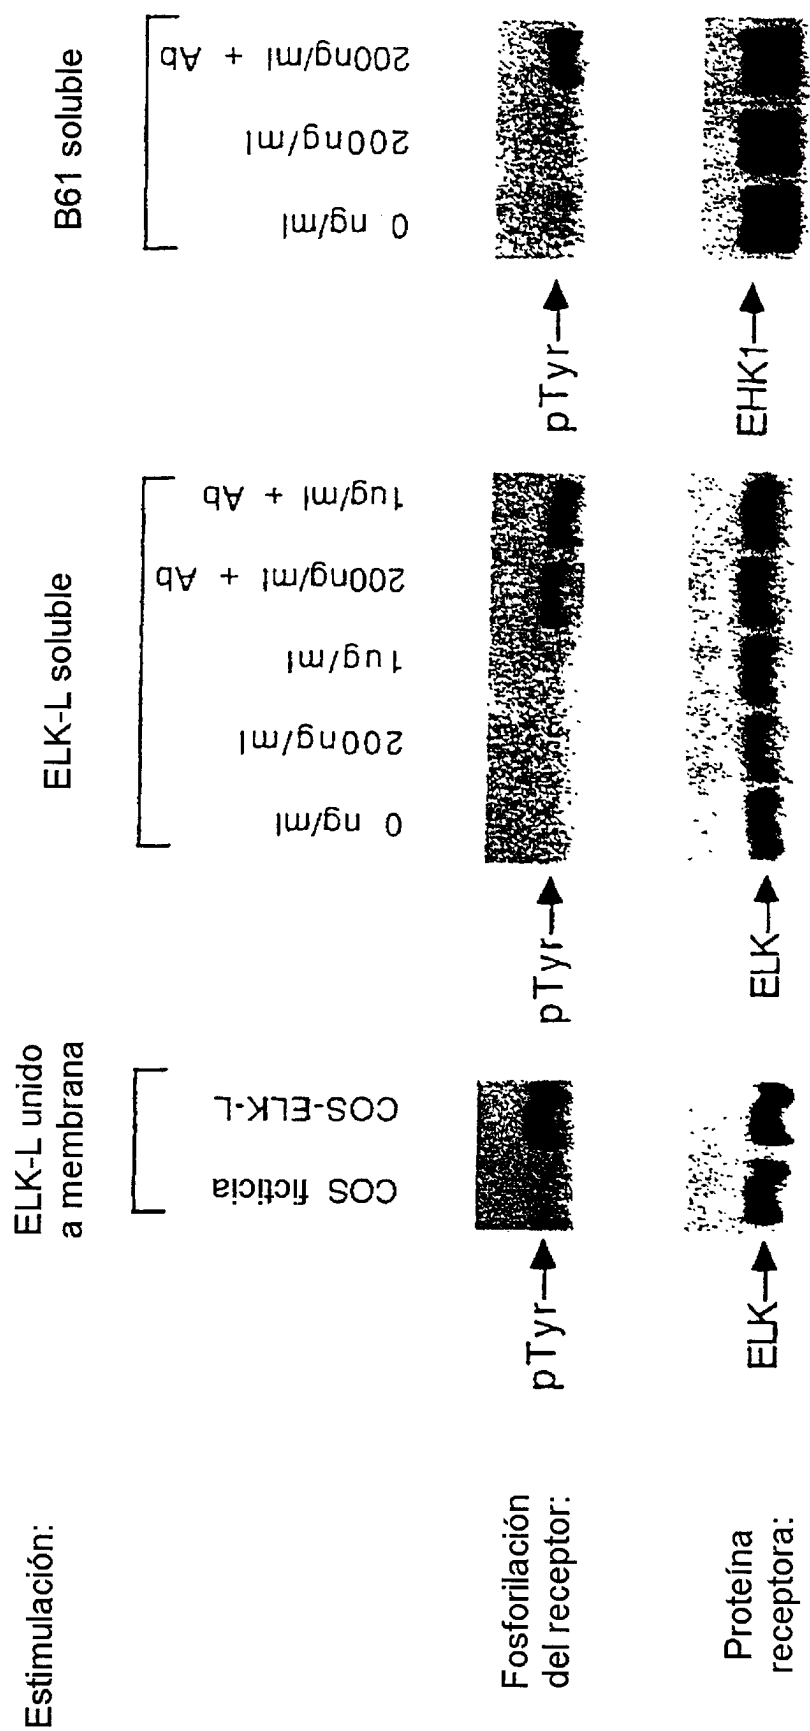 Estimulación:
ELK-L unido
a membrana
ELK-L soluble
B61 soluble
COS ficticia
COS-ELK-L
0 ng/ml
200ng/ml
1ug/ml
200ng/ml + Ab
1ug/ml + Ab
0 ng/ml
200ng/ml
200ng/ml + Ab
Fosforilación
del receptor:
pTyr
pTyr
pTyr
Proteína
receptora:
ELK
ELK
EHK1